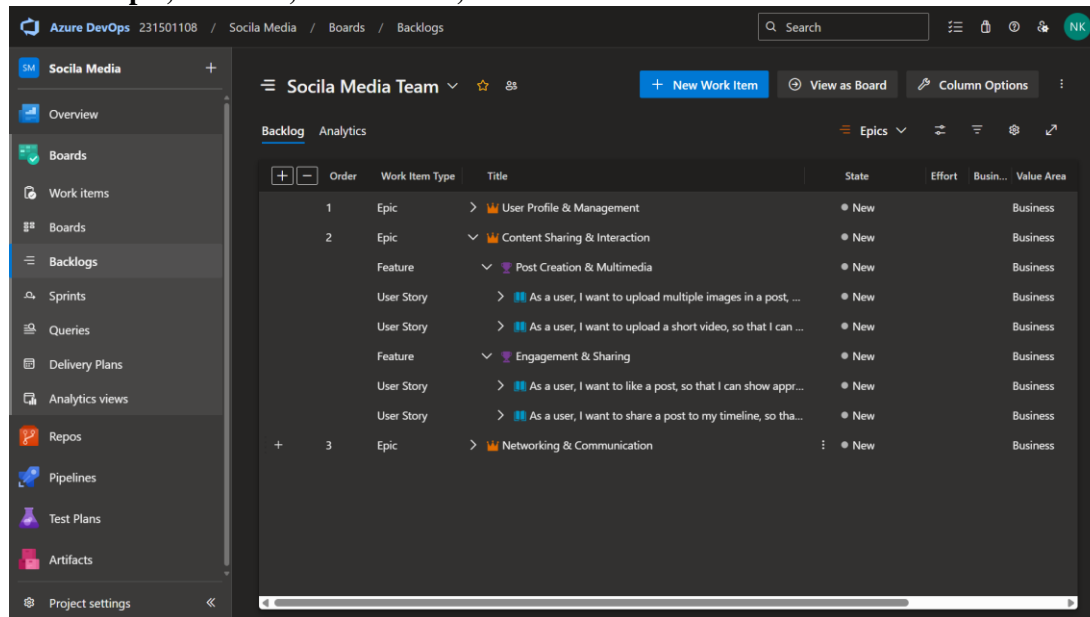 Azure DevOps 231501108 / Socila Media / Boards / Backlogs Search NK
SM Socila Media +
Socila Media Team + New Work Item View as Board Column Options
Overview
Backlog Analytics Epics
Boards
+ − Order Work Item Type Title State Effort Busin... Value Area
Work items
1 Epic User Profile & Management New Business
Boards
2 Epic Content Sharing & Interaction New Business
Backlogs
Feature Post Creation & Multimedia New Business
Sprints
User Story As a user, I want to upload multiple images in a post, ... New Business
Queries
User Story As a user, I want to upload a short video, so that I can ... New Business
Delivery Plans
Feature Engagement & Sharing New Business
User Story As a user, I want to like a post, so that I can show appr... New Business
Analytics views
User Story As a user, I want to share a post to my timeline, so tha... New Business
Repos
+ 3 Epic Networking & Communication New Business
Pipelines
Test Plans
Artifacts
Project settings